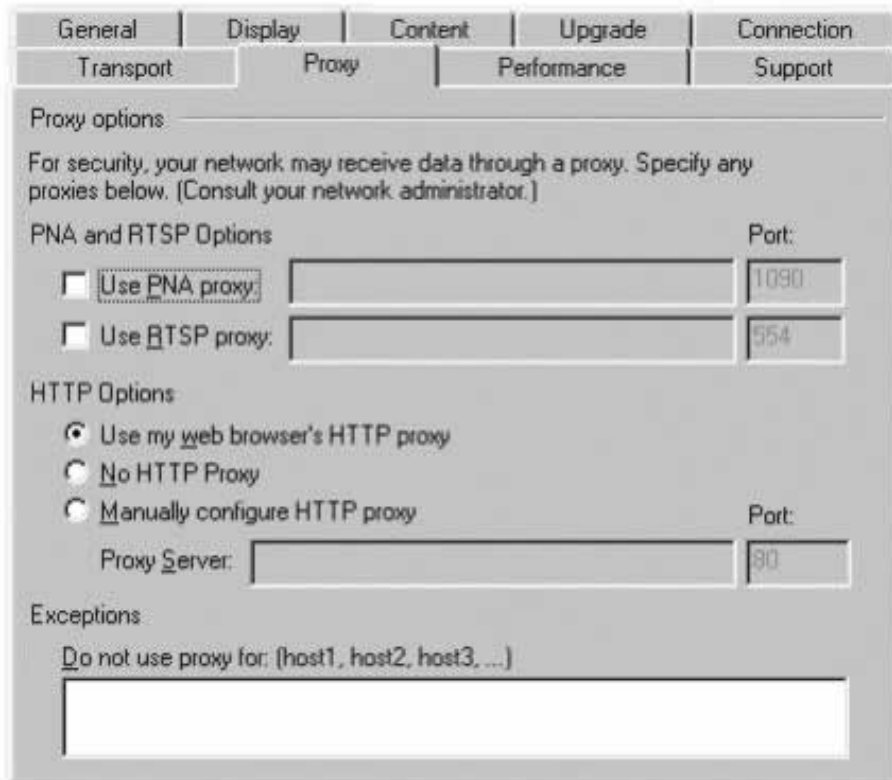 General Display Content Upgrade Connection
Transport Proxy Performance Support
Proxy options
For security, your network may receive data through a proxy. Specify any
proxies below. (Consult your network administrator.)
PNA and RTSP Options Port:
Use PNA proxy: 1090
Use RTSP proxy: 554
HTTP Options
Use my web browser's HTTP proxy
No HTTP Proxy
Manually configure HTTP proxy Port:
Proxy Server: 80
Exceptions
Do not use proxy for: (host1, host2, host3, ...)